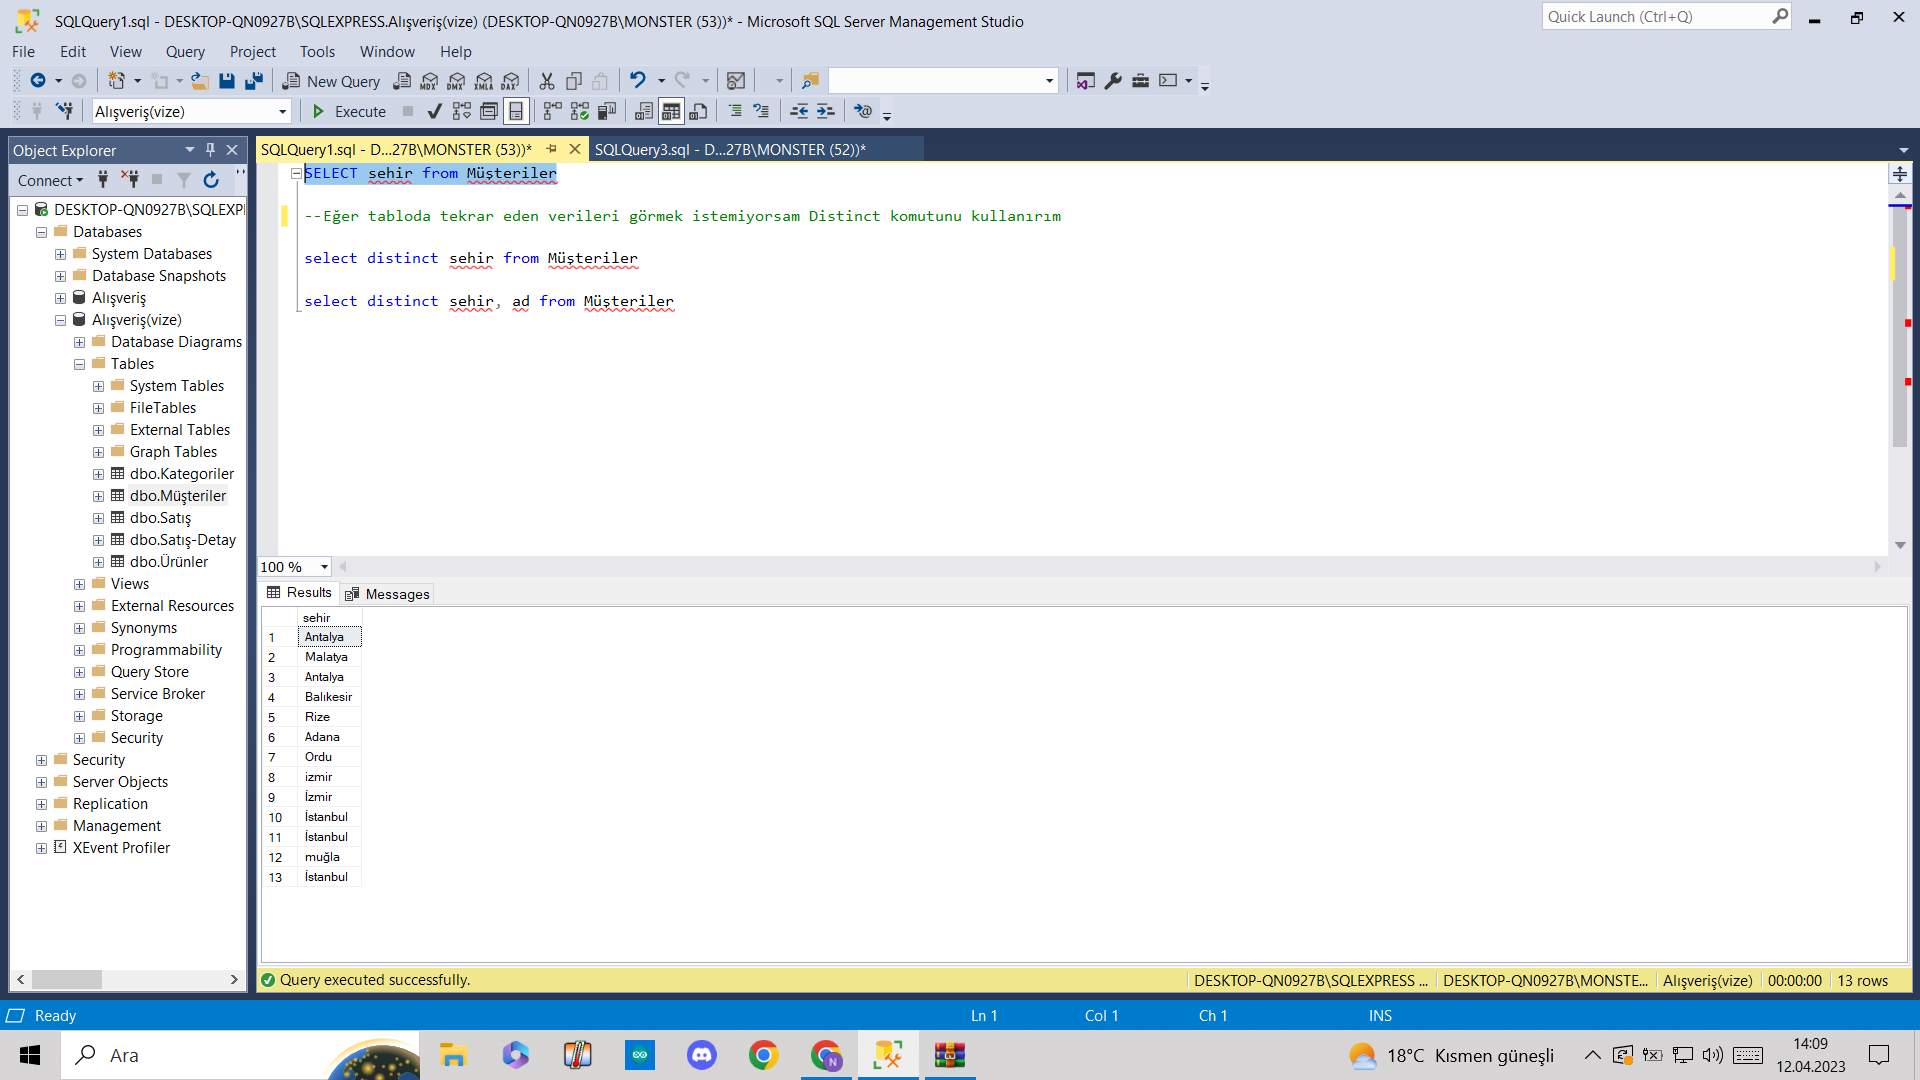 SQLQuery1.sql - DESKTOP-QN0927B\SQLEXPRESS.Alışveriş(vize) (DESKTOP-QN0927B\MONSTER (53))* - Microsoft SQL Server Management Studio
Quick Launch (Ctrl+Q)
File Edit View Query Project Tools Window Help
New Query
MDX DMX XMLA DAX
Alışveriş(vize)
Execute
Object Explorer
Connect
DESKTOP-QN0927B\SQLEXPI
Databases
System Databases
Database Snapshots
Alışveriş
Alışveriş(vize)
Database Diagrams
Tables
System Tables
FileTables
External Tables
Graph Tables
dbo.Kategoriler
dbo.Müşteriler
dbo.Satış
dbo.Satış-Detay
dbo.Ürünler
Views
External Resources
Synonyms
Programmability
Query Store
Service Broker
Storage
Security
Security
Server Objects
Replication
Management
XEvent Profiler
SQLQuery1.sql - D...27B\MONSTER (53))*
SQLQuery3.sql - D...27B\MONSTER (52))*
SELECT sehir from Müşteriler
--Eğer tabloda tekrar eden verileri görmek istemiyorsam Distinct komutunu kullanırım
select distinct sehir from Müşteriler
select distinct sehir, ad from Müşteriler
100 %
Results Messages
sehir
1 Antalya
2 Malatya
3 Antalya
4 Balıkesir
5 Rize
6 Adana
7 Ordu
8 izmir
9 İzmir
10 İstanbul
11 İstanbul
12 muğla
13 İstanbul
Query executed successfully.
DESKTOP-QN0927B\SQLEXPRESS ... DESKTOP-QN0927B\MONSTE... Alışveriş(vize) 00:00:00 13 rows
Ready Ln 1 Col 1 Ch 1 INS
Ara
N
18°C Kısmen güneşli
14:09
12.04.2023